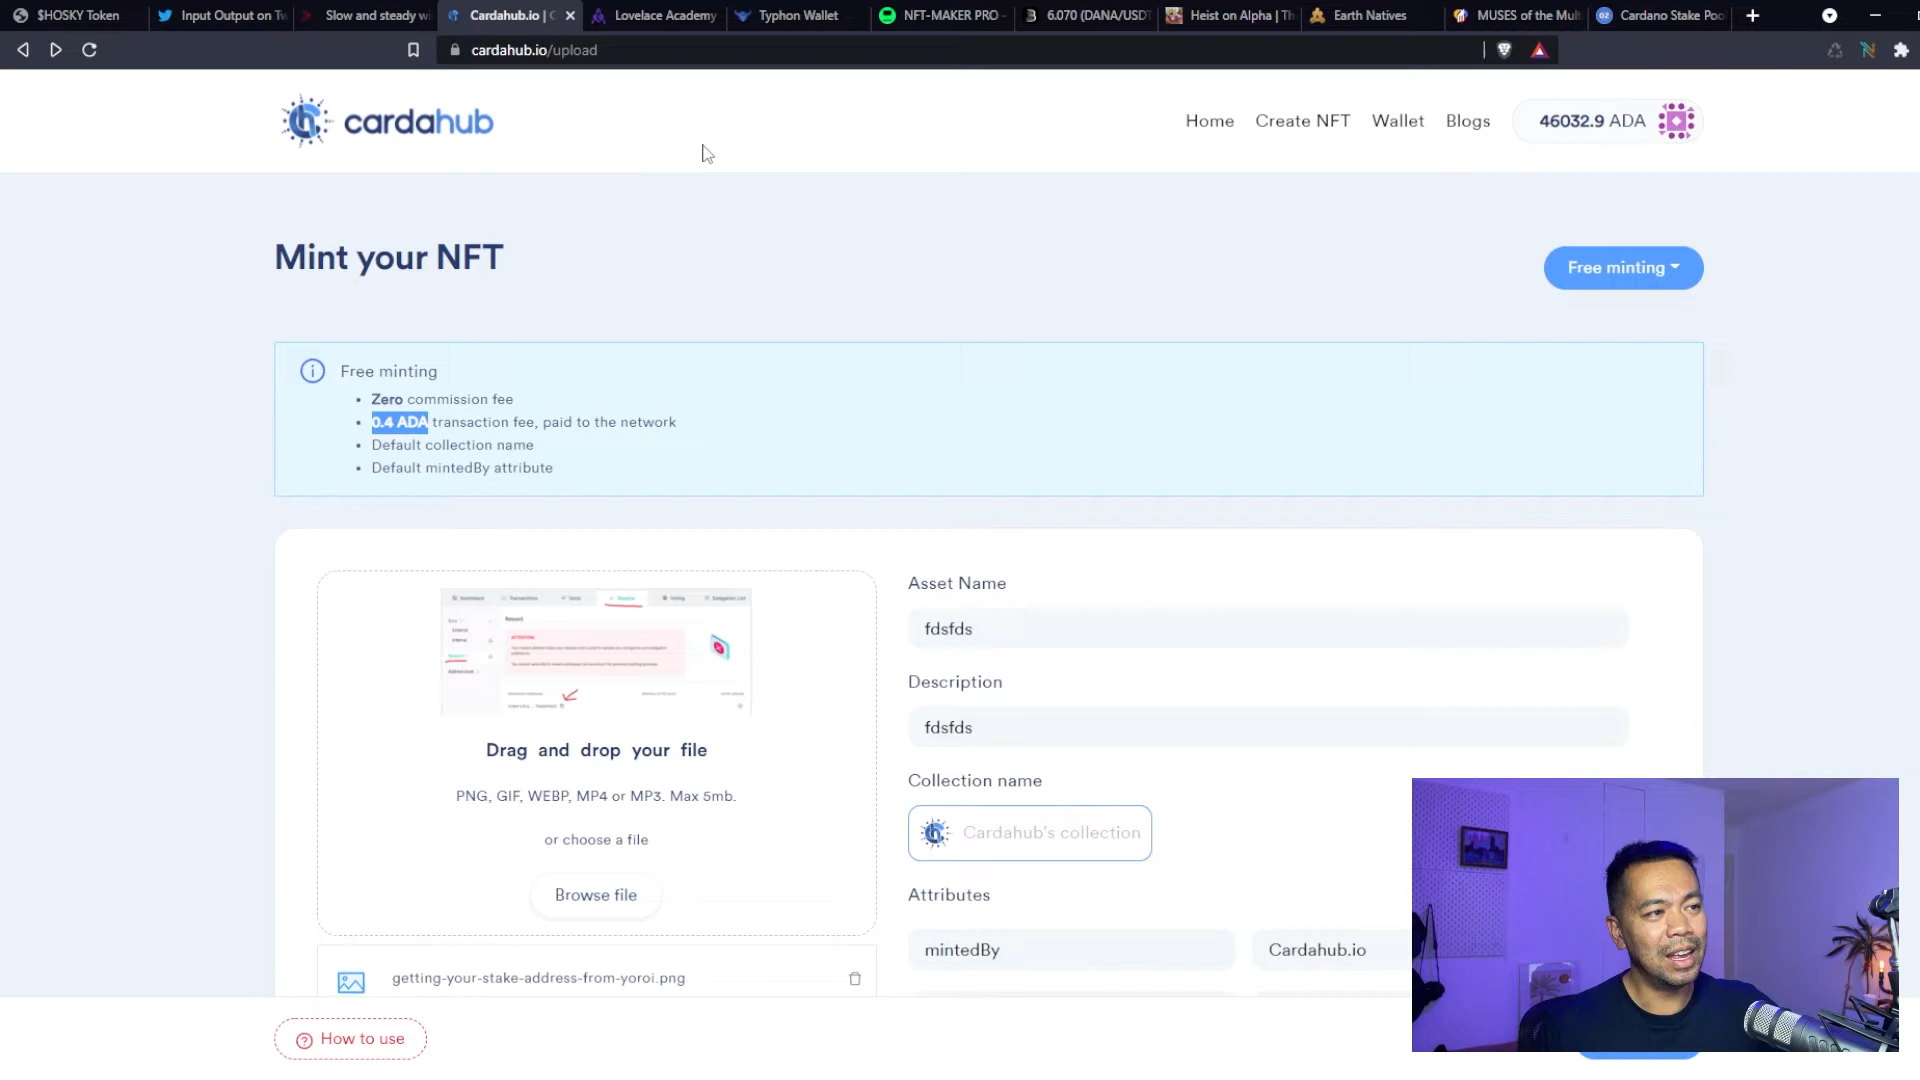 $HOSKY Token
Input Output on Tw
Slow and steady wi
Cardahub.io | C
Lovelace Academy
Typhon Wallet
NFT-MAKER PRO -
6.070 (DANA/USDT
Heist on Alpha | Th
Earth Natives
MUSES of the Mult
Cardano Stake Poo
cardahub.io/upload
cardahub
Home
Create NFT
Wallet
Blogs
46032.9 ADA
Mint your NFT
Free minting
Free minting
Zero commission fee
0.4 ADA transaction fee, paid to the network
Default collection name
Default mintedBy attribute
Drag and drop your file
PNG, GIF, WEBP, MP4 or MP3. Max 5mb.
or choose a file
Browse file
getting-your-stake-address-from-yoroi.png
Asset Name
fdsfds
Description
fdsfds
Collection name
Cardahub's collection
Attributes
mintedBy
Cardahub.io
How to use